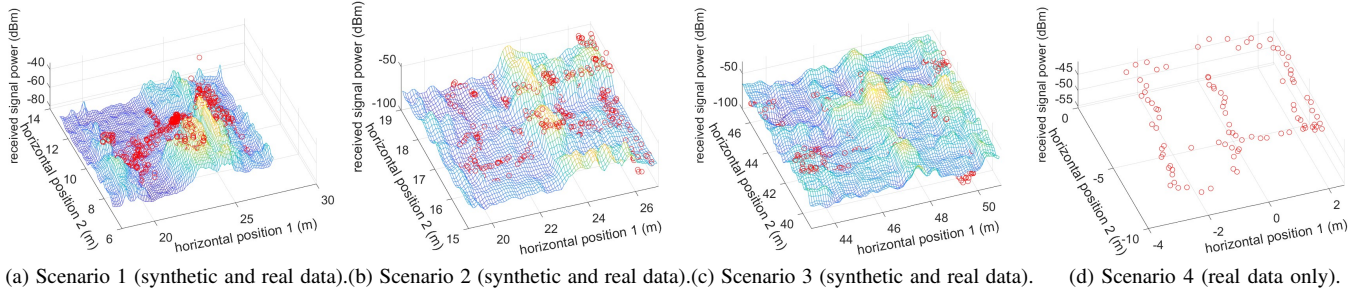 received signal power (dBm)
-40
-60
-80
14
12
10
8
6
horizontal position 2 (m)
20
25
30
horizontal position 1 (m)
(a) Scenario 1 (synthetic and real data).
received signal power (dBm)
-50
-100
19
18
17
16
15
horizontal position 2 (m)
20
22
24
26
horizontal position 1 (m)
(b) Scenario 2 (synthetic and real data).
received signal power (dBm)
-50
-100
46
44
42
40
horizontal position 2 (m)
44
46
48
50
horizontal position 1 (m)
(c) Scenario 3 (synthetic and real data).
received signal power (dBm)
-45
-50
-55
0
-5
-10
horizontal position 2 (m)
-4
-2
0
2
horizontal position 1 (m)
(d) Scenario 4 (real data only).